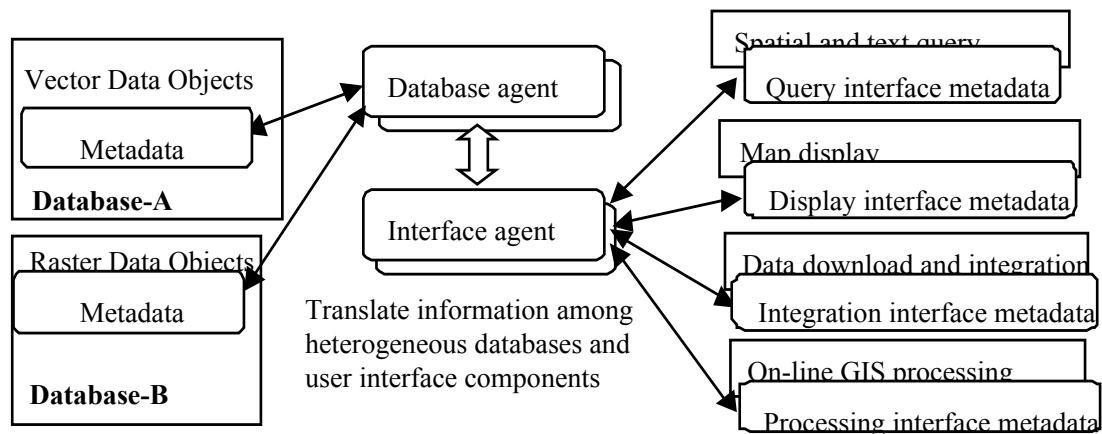 Vector Data Objects
Metadata
Database-A
Raster Data Objects
Metadata
Database-B
Database agent
Interface agent
Translate information among
heterogeneous databases and
user interface components
Spatial and text query
Query interface metadata
Map display
Display interface metadata
Data download and integration
Integration interface metadata
On-line GIS processing
Processing interface metadata